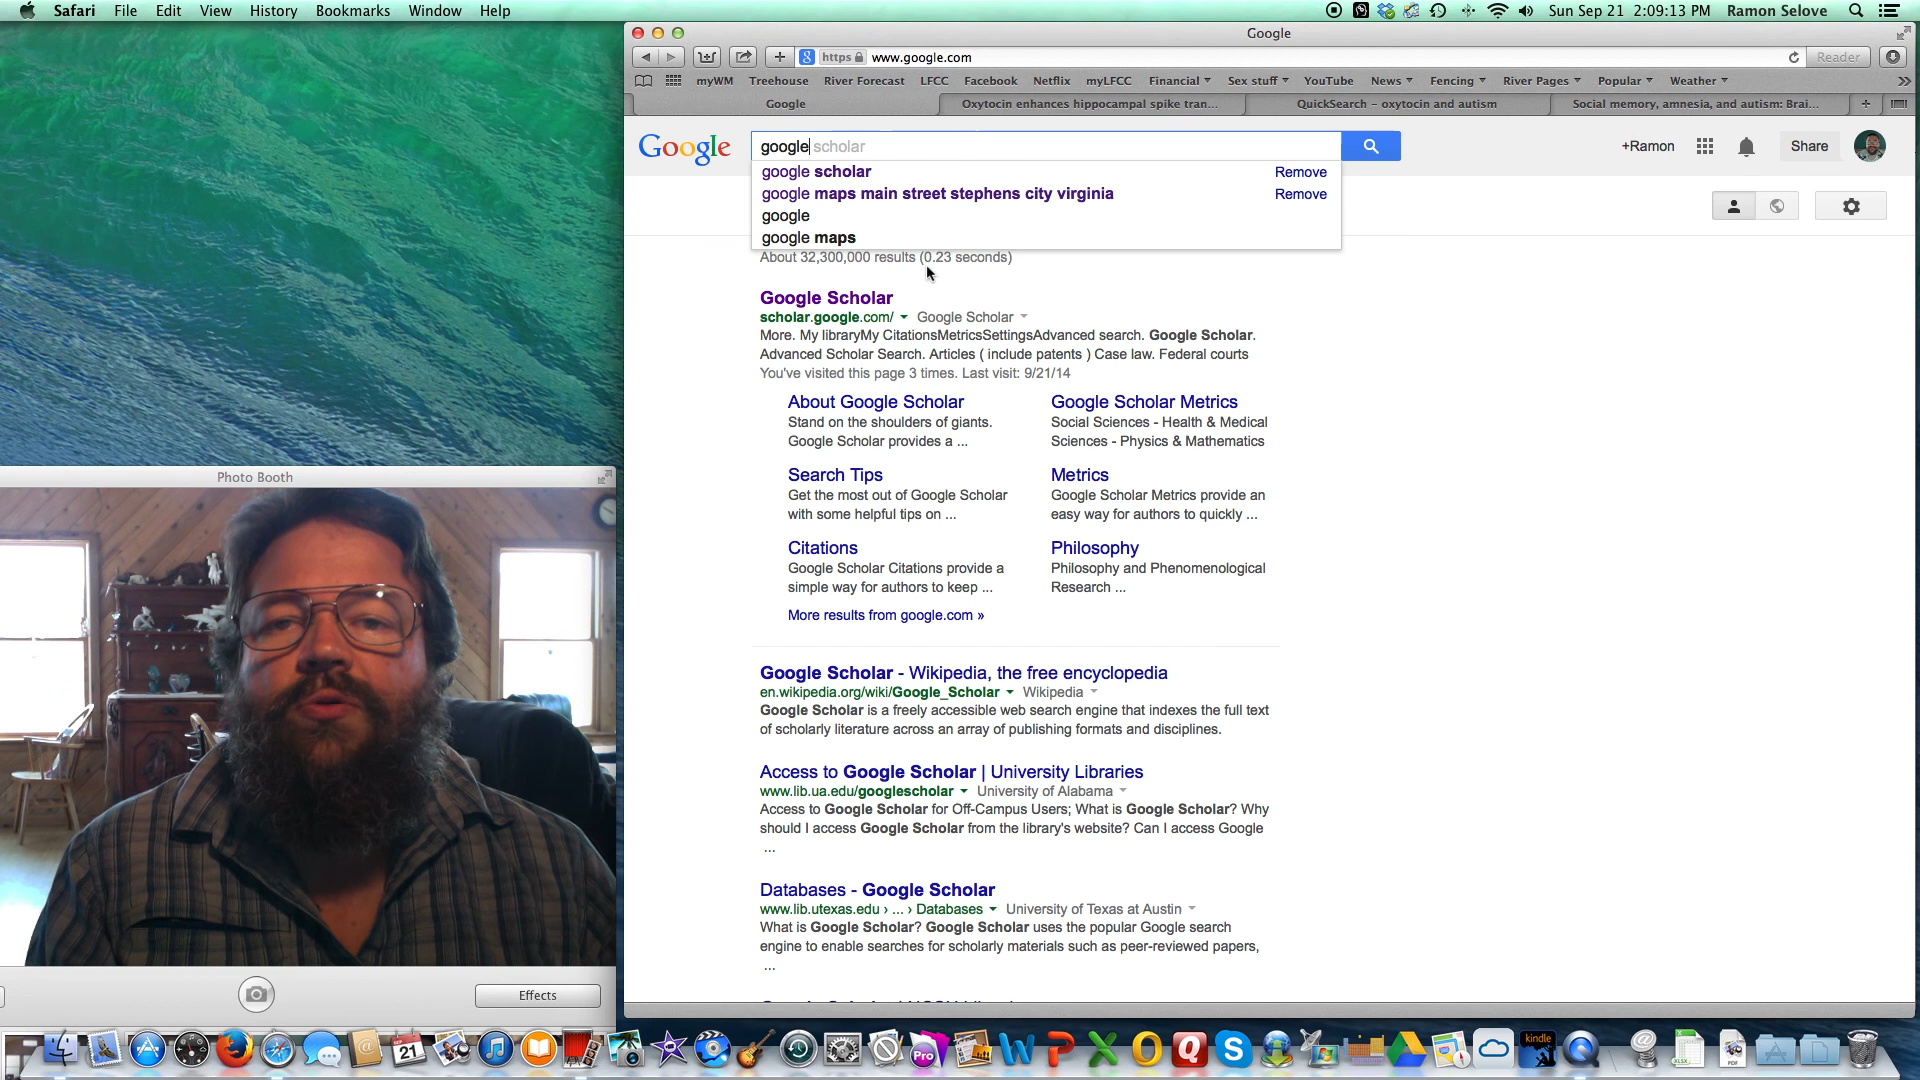 Safari File Edit View History Bookmarks Window Help
Sun Sep 21 2:09:13 PM Ramon Selove
Google
https www.google.com
Reader
myWM Treehouse River Forecast LFCC Facebook Netflix myLFCC Financial Sex stuff YouTube News Fencing River Pages Popular Weather
Google
Oxytocin enhances hippocampal spike tran...
QuickSearch – oxytocin and autism
Social memory, amnesia, and autism: Brai...
Google
google scholar
+Ramon
Share
google scholar Remove
google maps main street stephens city virginia Remove
google
google maps
About 32,300,000 results (0.23 seconds)
Google Scholar
scholar.google.com/ Google Scholar
More. My libraryMy CitationsMetricsSettingsAdvanced search. Google Scholar.
Advanced Scholar Search. Articles ( include patents ) Case law. Federal courts
You've visited this page 3 times. Last visit: 9/21/14
About Google Scholar
Stand on the shoulders of giants.
Google Scholar provides a ...
Google Scholar Metrics
Social Sciences - Health & Medical
Sciences - Physics & Mathematics
Search Tips
Get the most out of Google Scholar
with some helpful tips on ...
Metrics
Google Scholar Metrics provide an
easy way for authors to quickly ...
Citations
Google Scholar Citations provide a
simple way for authors to keep ...
Philosophy
Philosophy and Phenomenological
Research ...
More results from google.com »
Google Scholar - Wikipedia, the free encyclopedia
en.wikipedia.org/wiki/Google_Scholar Wikipedia
Google Scholar is a freely accessible web search engine that indexes the full text
of scholarly literature across an array of publishing formats and disciplines.
Access to Google Scholar | University Libraries
www.lib.ua.edu/googlescholar University of Alabama
Access to Google Scholar for Off-Campus Users; What is Google Scholar? Why
should I access Google Scholar from the library's website? Can I access Google
...
Databases - Google Scholar
www.lib.utexas.edu › ... › Databases University of Texas at Austin
What is Google Scholar? Google Scholar uses the popular Google search
engine to enable searches for scholarly materials such as peer-reviewed papers,
...
Photo Booth
Effects
SEP
21
Pro
kindle
XLSX
PDF